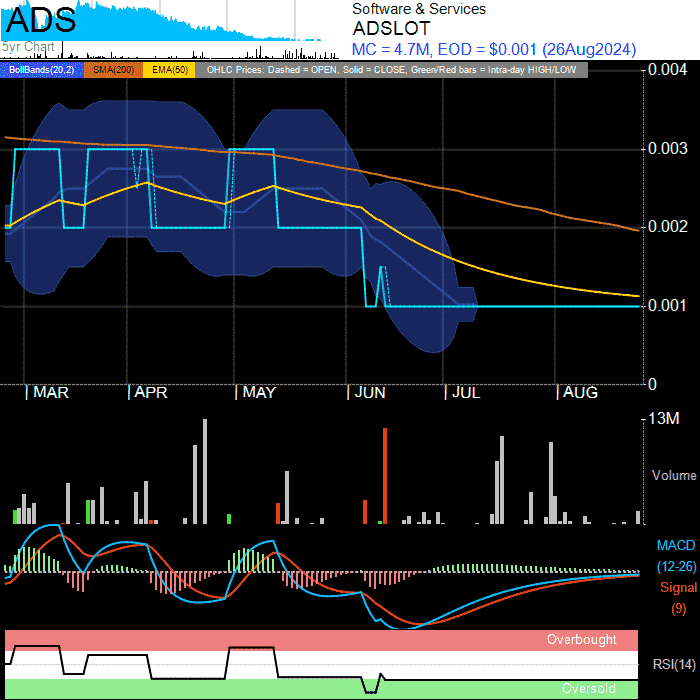 ADS
Software & Services
ADSLOT
5yr Chart
MC = 4.7M, EOD = $0.001 (26Aug2024)
BollBands(20,2) SMA(200) EMA(50) OHLC Prices: Dashed = OPEN, Solid = CLOSE, Green/Red bars = Intra-day HIGH/LOW
0.004
0.003
0.002
0.001
0
MAR APR MAY JUN JUL AUG
13M
Volume
MACD
(12-26)
Signal
(9)
Overbought
RSI(14)
Oversold